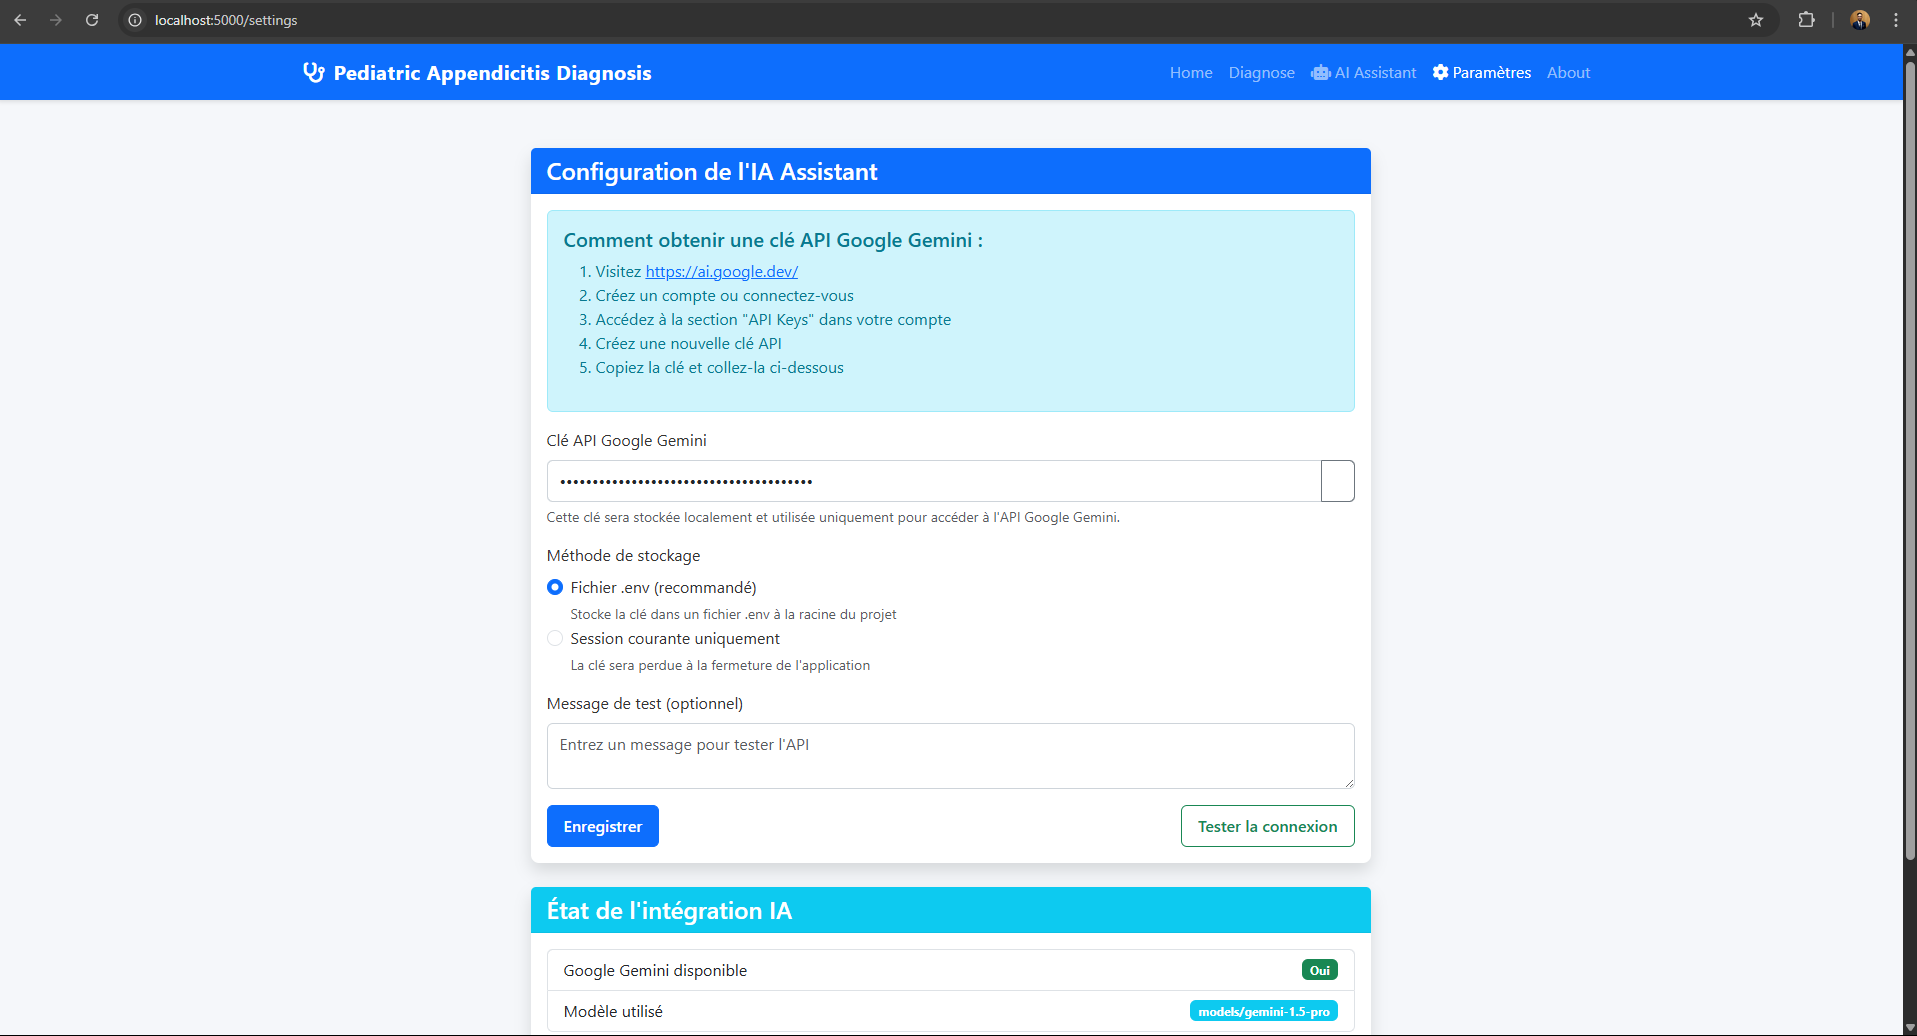 localhost:5000/settings
Pediatric Appendicitis Diagnosis
Home
Diagnose
AI Assistant
Paramètres
About
Configuration de l'IA Assistant
Comment obtenir une clé API Google Gemini :
1. Visitez https://ai.google.dev/
2. Créez un compte ou connectez-vous
3. Accédez à la section "API Keys" dans votre compte
4. Créez une nouvelle clé API
5. Copiez la clé et collez-la ci-dessous
Clé API Google Gemini
•••••••••••••••••••••••••••••••••••••••
Cette clé sera stockée localement et utilisée uniquement pour accéder à l'API Google Gemini.
Méthode de stockage
Fichier .env (recommandé)
Stocke la clé dans un fichier .env à la racine du projet
Session courante uniquement
La clé sera perdue à la fermeture de l'application
Message de test (optionnel)
Entrez un message pour tester l'API
Enregistrer
Tester la connexion
État de l'intégration IA
Google Gemini disponible
Oui
Modèle utilisé
models/gemini-1.5-pro